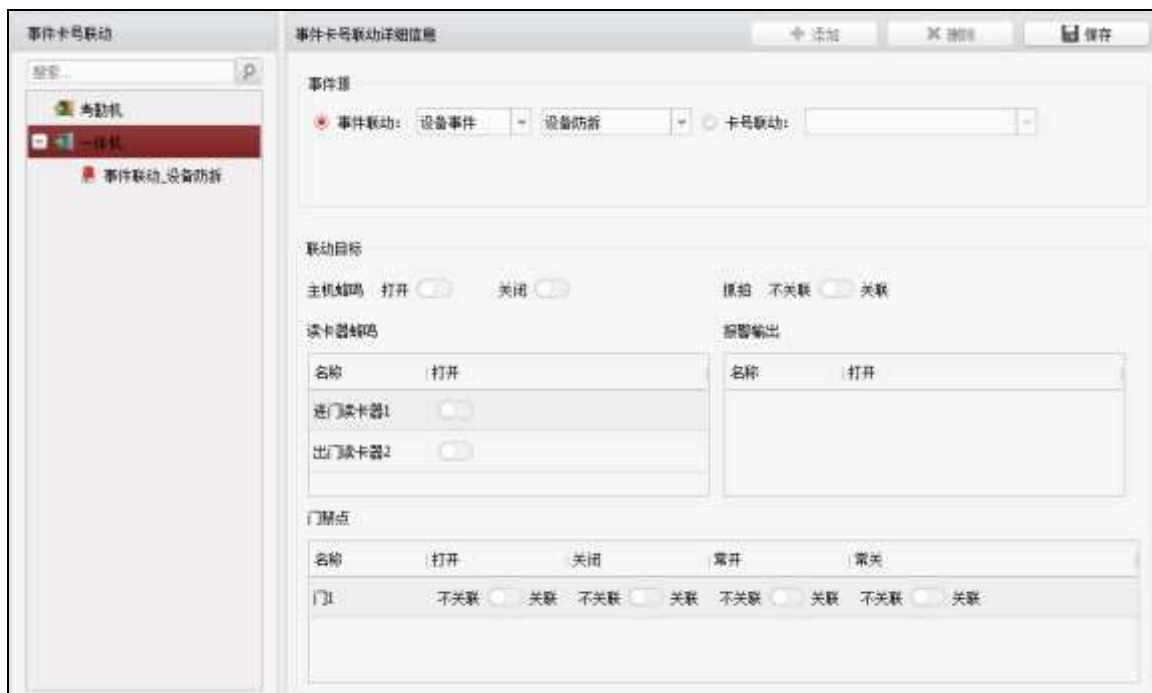 事件卡号联动
搜索...
考勤机
一体机
事件联动_设备防拆
事件卡号联动详细信息 添加 删除 保存
事件源
事件联动: 设备事件 设备防拆 卡号联动:
联动目标
主机蜂鸣 打开 关闭 抓拍 不关联 关联
读卡器蜂鸣 报警输出
名称 打开 名称 打开
进门读卡器1
出门读卡器2
门禁点
名称 打开 关闭 常开 常关
门1 不关联 关联 不关联 关联 不关联 关联 不关联 关联